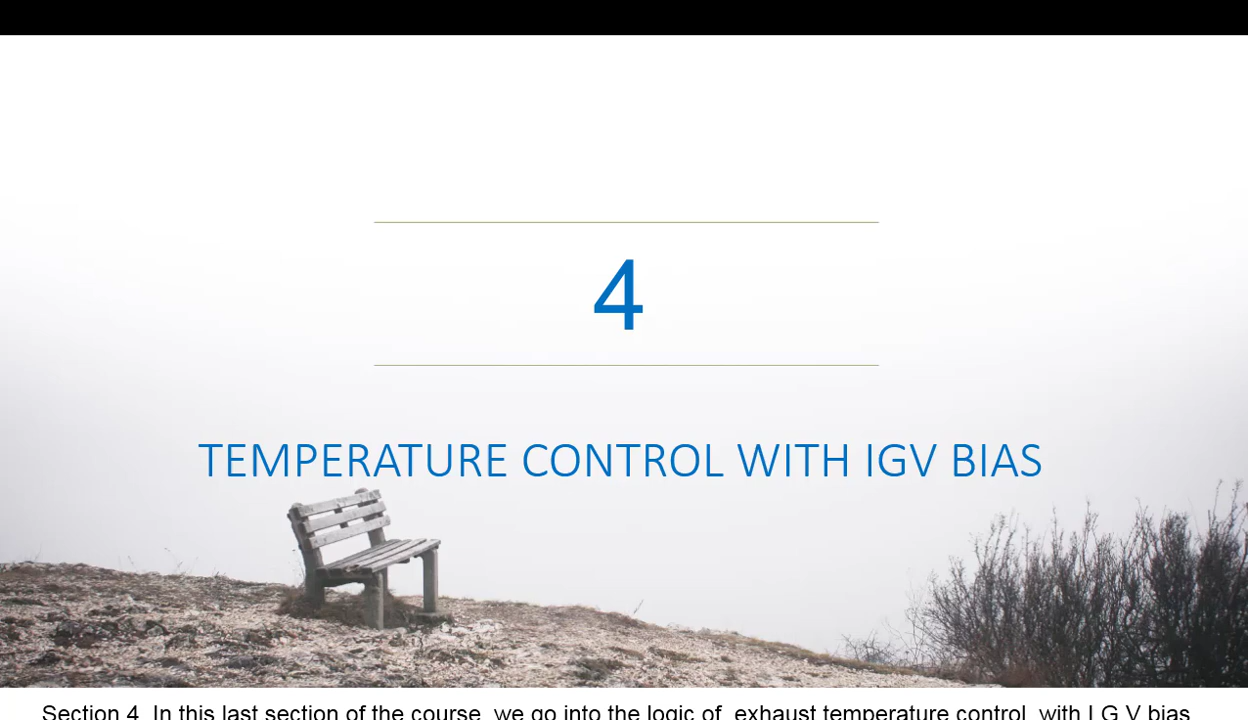 4
TEMPERATURE CONTROL WITH IGV BIAS
Section 4. In this last section of the course, we go into the logic of exhaust temperature control with I G V bias